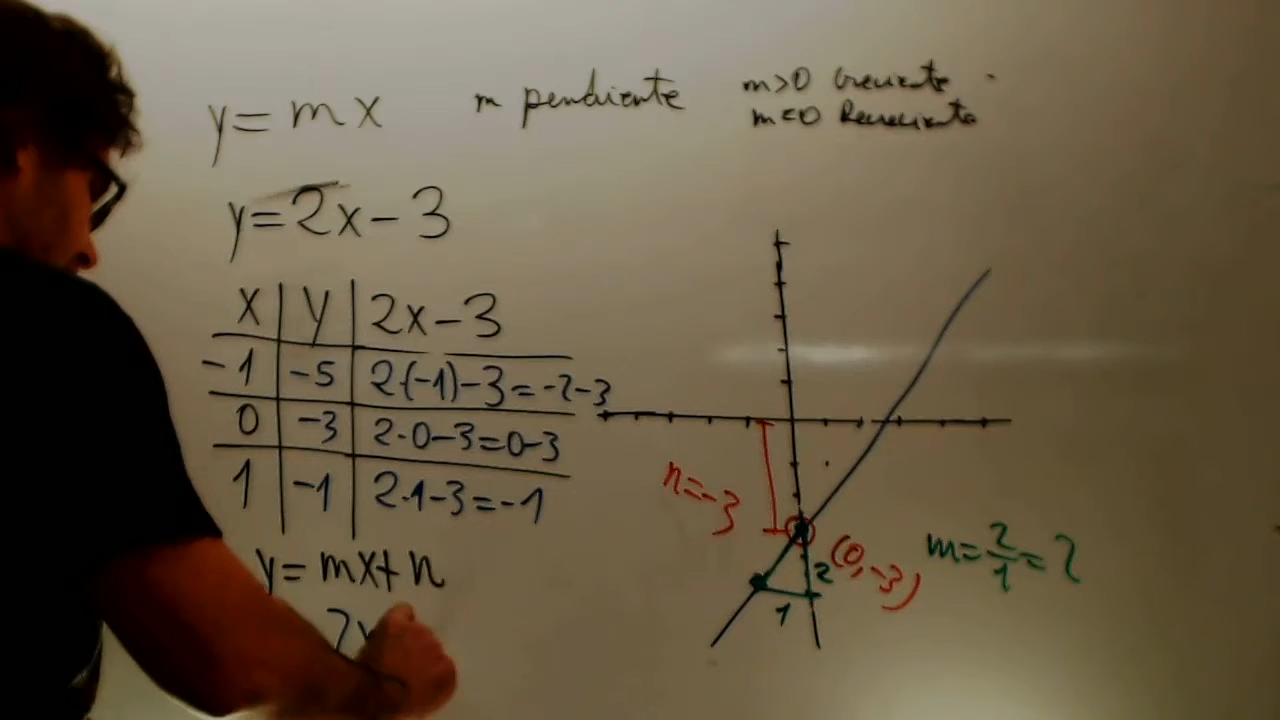 y = mx
m pendiente
m>0 Creciente
m<0 Decreciente
y = 2x - 3
x y 2x - 3
-1 -5 2·(-1) - 3 = -2 - 3
0 -3 2·0 - 3 = 0 - 3
1 -1 2·1 - 3 = -1
y = mx + n
2x
n = -3
(0, -3)
2
1
m = 2/1 = 2